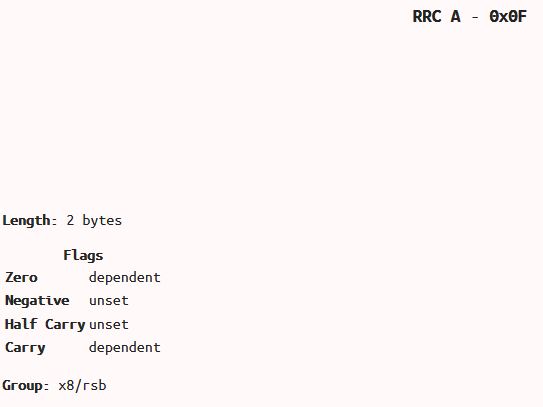 RRC A - 0x0F
Length: 2 bytes
Flags
Zero dependent
Negative unset
Half Carry unset
Carry dependent
Group: x8/rsb